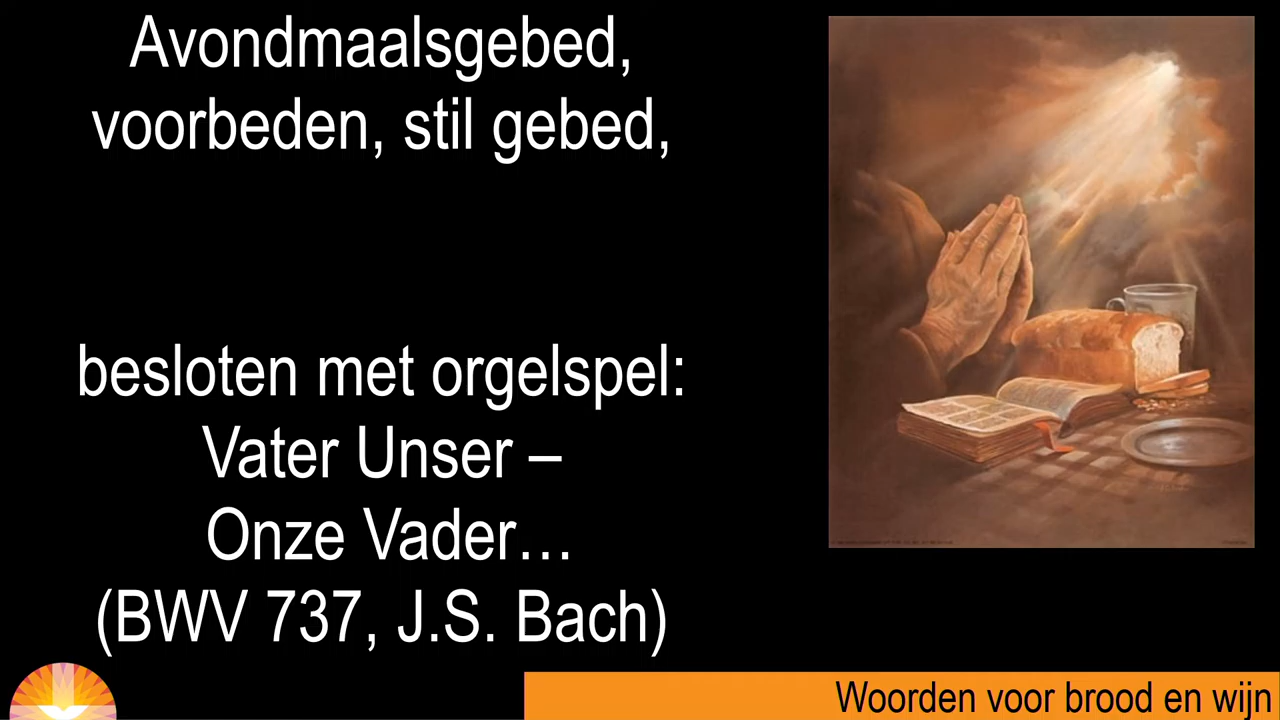 Avondmaalsgebed,
voorbeden, stil gebed,
besloten met orgelspel:
Vater Unser –
Onze Vader…
(BWV 737, J.S. Bach)
Woorden voor brood en wijn